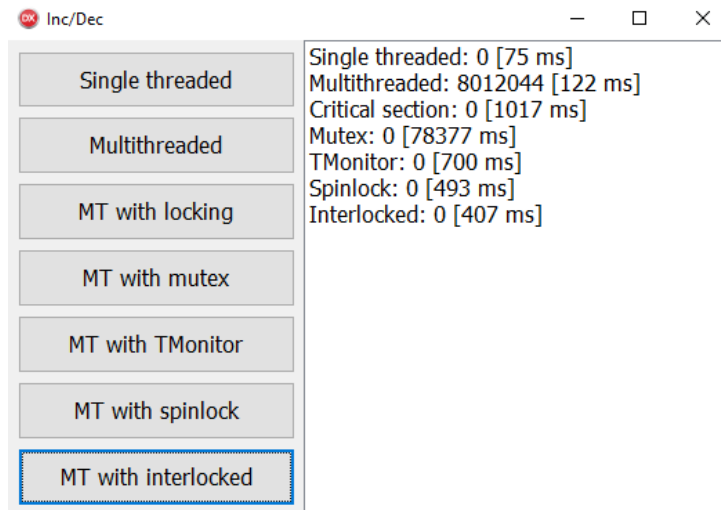 DX Inc/Dec
Single threaded
Multithreaded
MT with locking
MT with mutex
MT with TMonitor
MT with spinlock
MT with interlocked
Single threaded: 0 [75 ms]
Multithreaded: 8012044 [122 ms]
Critical section: 0 [1017 ms]
Mutex: 0 [78377 ms]
TMonitor: 0 [700 ms]
Spinlock: 0 [493 ms]
Interlocked: 0 [407 ms]